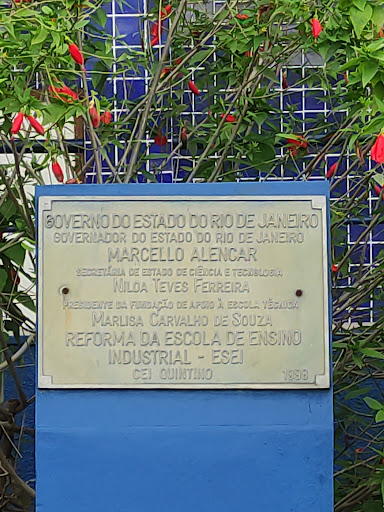 GOVERNO DO ESTADO DO RIO DE JANEIRO
GOVERNADOR DO ESTADO DO RIO DE JANEIRO
MARCELLO ALENCAR
SECRETÁRIA DE ESTADO DE CIÊNCIA E TECNOLOGIA
NILDA TEVES FERREIRA
PRESIDENTE DA FUNDAÇÃO DE APOIO À ESCOLA TÉCNICA
MARLISA CARVALHO DE SOUZA
REFORMA DA ESCOLA DE ENSINO
INDUSTRIAL - ESEI
CEI QUINTINO 1998